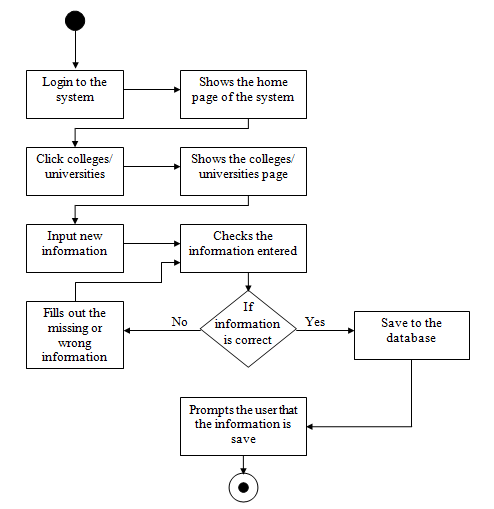 Login to the
system
Shows the home
page of the system
Click colleges/
universities
Shows the colleges/
universities page
Input new
information
Checks the
information entered
Fills out the
missing or
wrong
information
No
If
information
is correct
Yes
Save to the
database
Prompts the user that
the information is
save